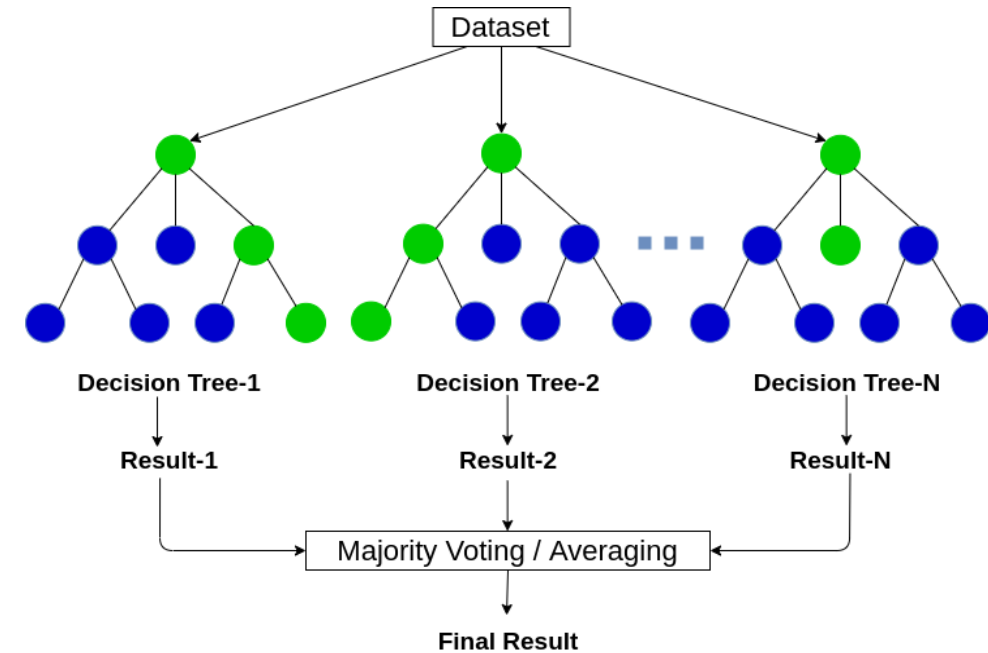 Dataset
Decision Tree-1
Decision Tree-2
Decision Tree-N
Result-1
Result-2
Result-N
Majority Voting / Averaging
Final Result